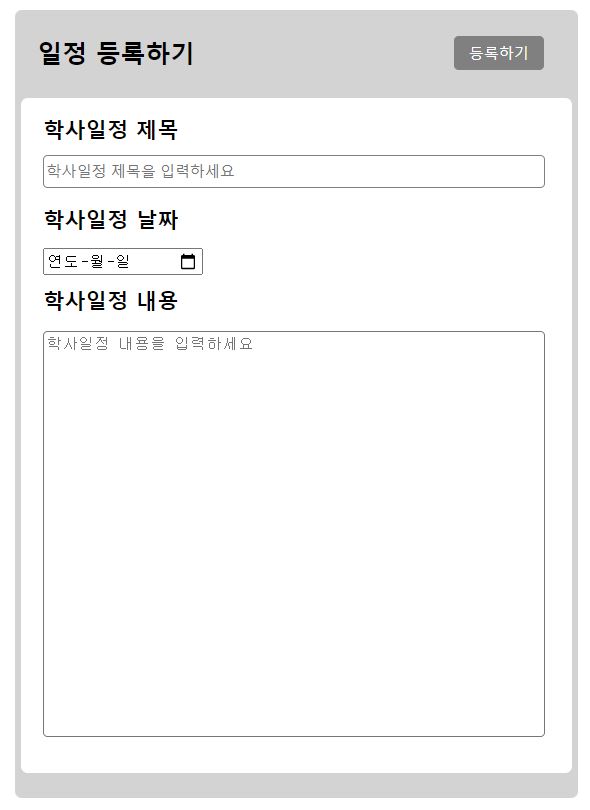 일정 등록하기
등록하기
학사일정 제목
학사일정 제목을 입력하세요
학사일정 날짜
연도-월-일
학사일정 내용
학사일정 내용을 입력하세요